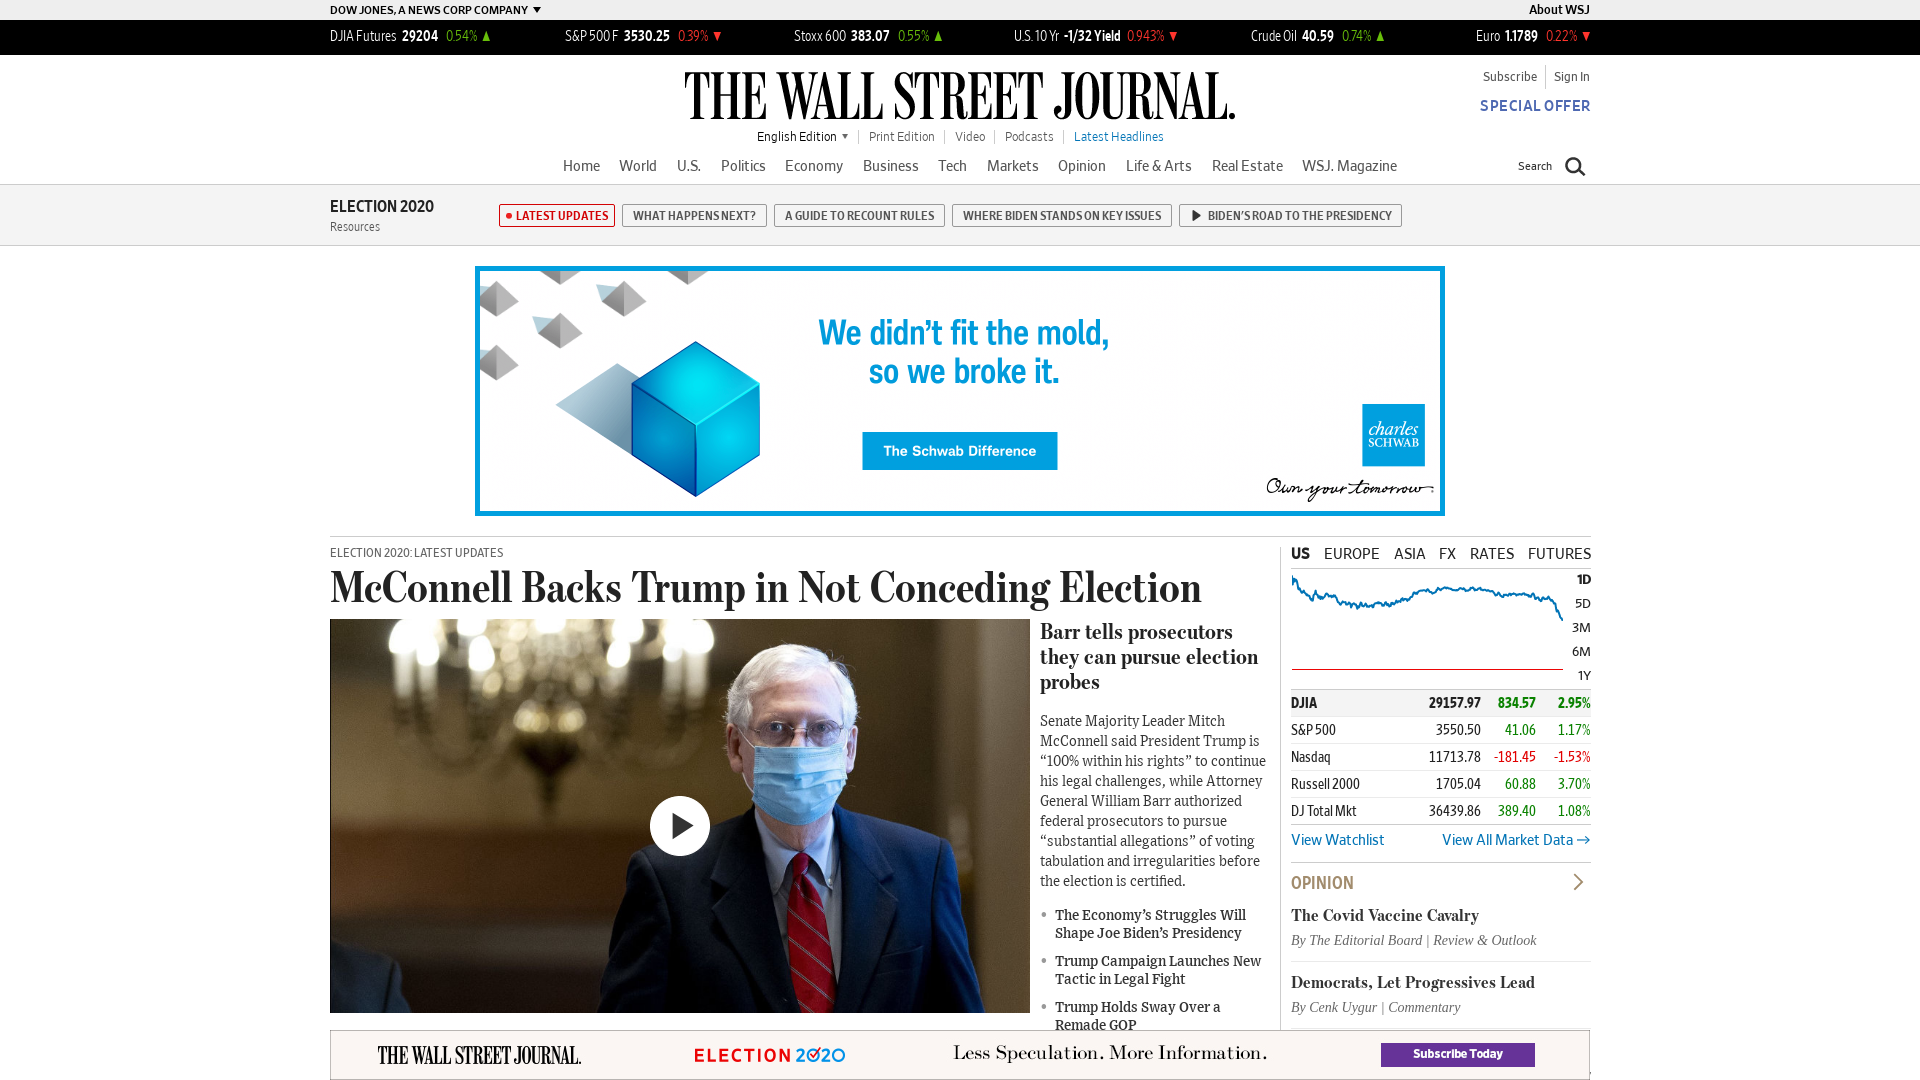 DOW JONES, A NEWS CORP COMPANY
About WSJ
DJIA Futures 29204 0.54%
S&P 500 F 3530.25 0.39%
Stoxx 600 383.07 0.55%
U.S. 10 Yr -1/32 Yield 0.943%
Crude Oil 40.59 0.74%
Euro 1.1789 0.22%
Subscribe
Sign In
THE WALL STREET JOURNAL.
SPECIAL OFFER
English Edition
Print Edition
Video
Podcasts
Latest Headlines
Home World U.S. Politics Economy Business Tech Markets Opinion Life & Arts Real Estate WSJ. Magazine
Search
ELECTION 2020
Resources
LATEST UPDATES
WHAT HAPPENS NEXT?
A GUIDE TO RECOUNT RULES
WHERE BIDEN STANDS ON KEY ISSUES
BIDEN'S ROAD TO THE PRESIDENCY
We didn't fit the mold,
so we broke it.
The Schwab Difference
charles
SCHWAB
Own your tomorrow
ELECTION 2020: LATEST UPDATES
McConnell Backs Trump in Not Conceding Election
Barr tells prosecutors
they can pursue election
probes
Senate Majority Leader Mitch
McConnell said President Trump is
“100% within his rights” to continue
his legal challenges, while Attorney
General William Barr authorized
federal prosecutors to pursue
“substantial allegations” of voting
tabulation and irregularities before
the election is certified.
• The Economy’s Struggles Will
Shape Joe Biden’s Presidency
• Trump Campaign Launches New
Tactic in Legal Fight
• Trump Holds Sway Over a
Remade GOP
US EUROPE ASIA FX RATES FUTURES
1D
5D
3M
6M
1Y
DJIA 29157.97 834.57 2.95%
S&P 500 3550.50 41.06 1.17%
Nasdaq 11713.78 -181.45 -1.53%
Russell 2000 1705.04 60.88 3.70%
DJ Total Mkt 36439.86 389.40 1.08%
View Watchlist
View All Market Data
OPINION
The Covid Vaccine Cavalry
By The Editorial Board | Review & Outlook
Democrats, Let Progressives Lead
By Cenk Uygur | Commentary
THE WALL STREET JOURNAL.
ELECTION 2020
Less Speculation. More Information.
Subscribe Today